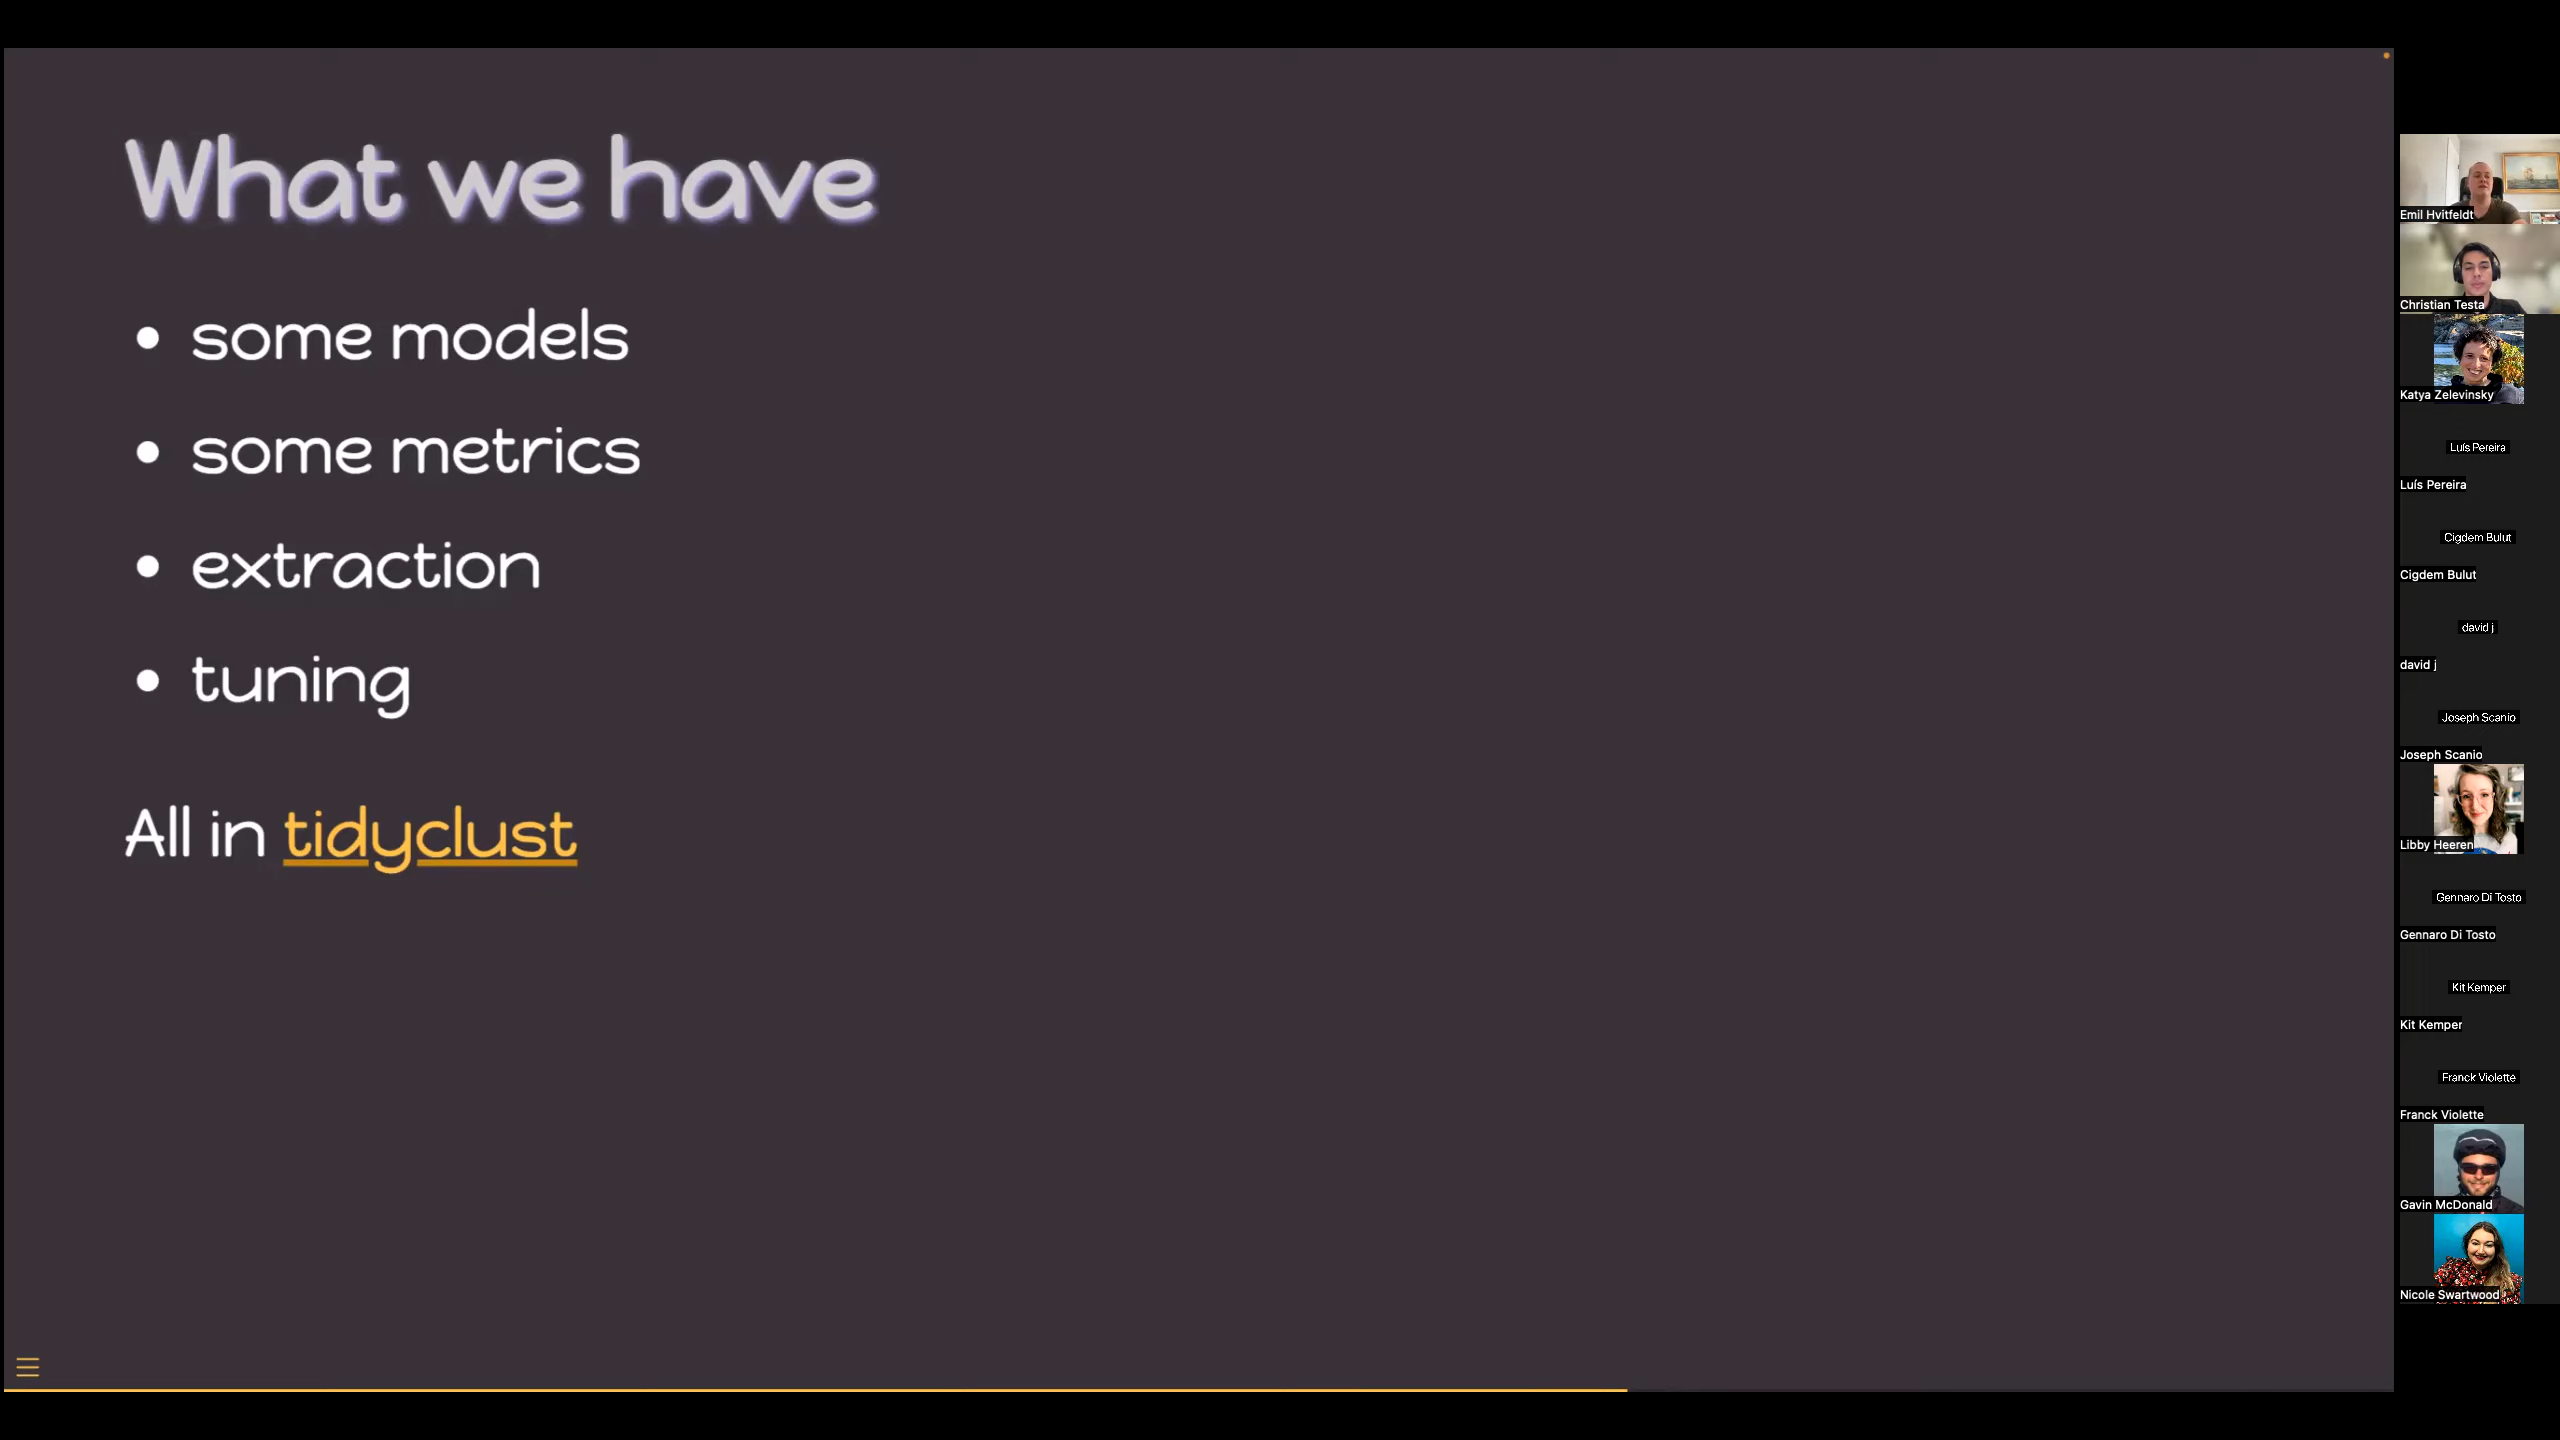 What we have
• some models
• some metrics
• extraction
• tuning
All in tidyclust
Emil Hvitfeldt
Christian Testa
Katya Zelevinsky
Luís Pereira
Luís Pereira
Cigdem Bulut
Cigdem Bulut
david j
david j
Joseph Scanio
Joseph Scanio
Libby Heeren
Gennaro Di Tosto
Gennaro Di Tosto
Kit Kemper
Kit Kemper
Franck Violette
Franck Violette
Gavin McDonald
Nicole Swartwood